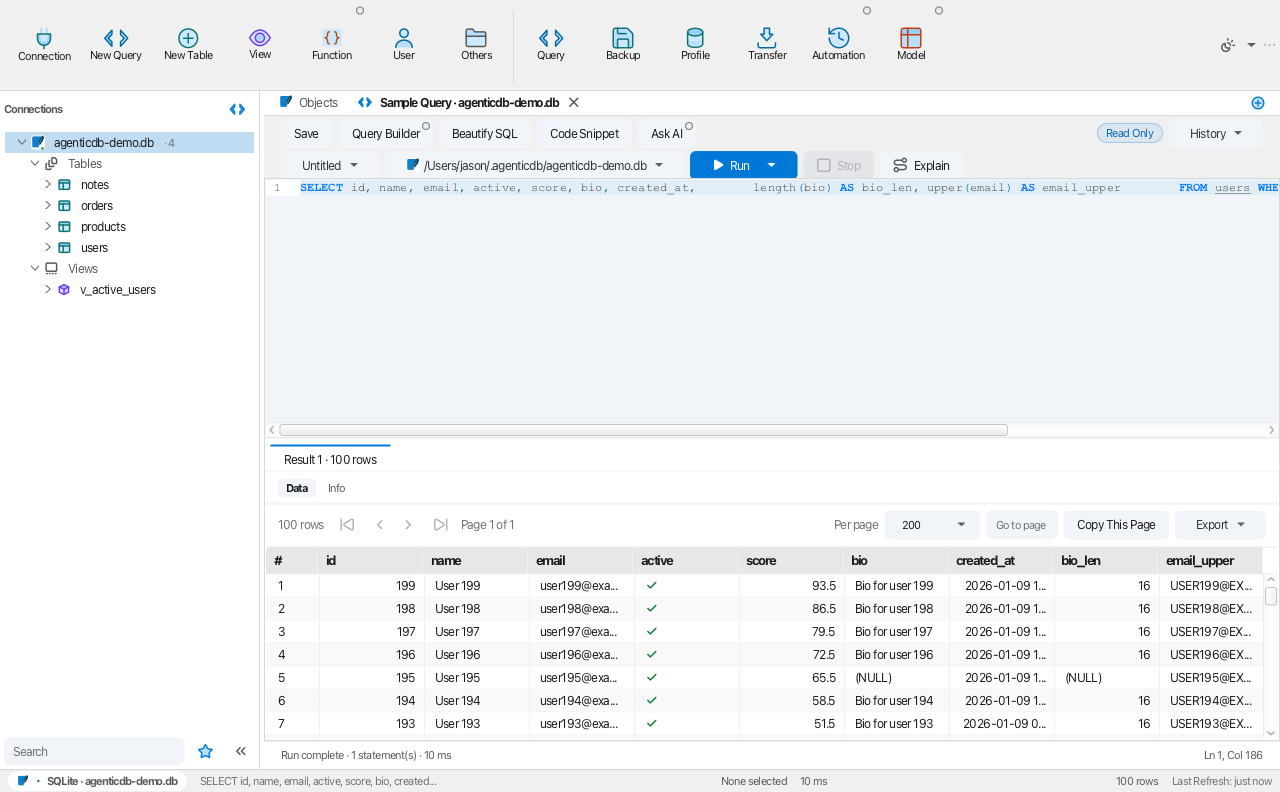 Connection New Query New Table View Function User Others Query Backup Profile Transfer Automation Model
Connections
agenticdb-demo.db · 4
Tables
notes
orders
products
users
Views
v_active_users
Search
Objects Sample Query · agenticdb-demo.db
Save Query Builder Beautify SQL Code Snippet Ask AI Read Only History
Untitled /Users/jason/.agenticdb/agenticdb-demo.db Run Stop Explain
1 SELECT id, name, email, active, score, bio, created_at, length(bio) AS bio_len, upper(email) AS email_upper FROM users WHE
Result 1 · 100 rows
Data Info
100 rows Page 1 of 1 Per page 200 Go to page Copy This Page Export
# id name email active score bio created_at bio_len email_upper
1 199 User 199 user199@exa... 93.5 Bio for user 199 2026-01-09 1... 16 USER199@EX...
2 198 User 198 user198@exa... 86.5 Bio for user 198 2026-01-09 1... 16 USER198@EX...
3 197 User 197 user197@exa... 79.5 Bio for user 197 2026-01-09 1... 16 USER197@EX...
4 196 User 196 user196@exa... 72.5 Bio for user 196 2026-01-09 1... 16 USER196@EX...
5 195 User 195 user195@exa... 65.5 (NULL) 2026-01-09 1... (NULL) USER195@EX...
6 194 User 194 user194@exa... 58.5 Bio for user 194 2026-01-09 1... 16 USER194@EX...
7 193 User 193 user193@exa... 51.5 Bio for user 193 2026-01-09 0... 16 USER193@EX...
Run complete · 1 statement(s) · 10 ms Ln 1, Col 186
SQLite · agenticdb-demo.db SELECT id, name, email, active, score, bio, created... None selected 10 ms 100 rows Last Refresh: just now